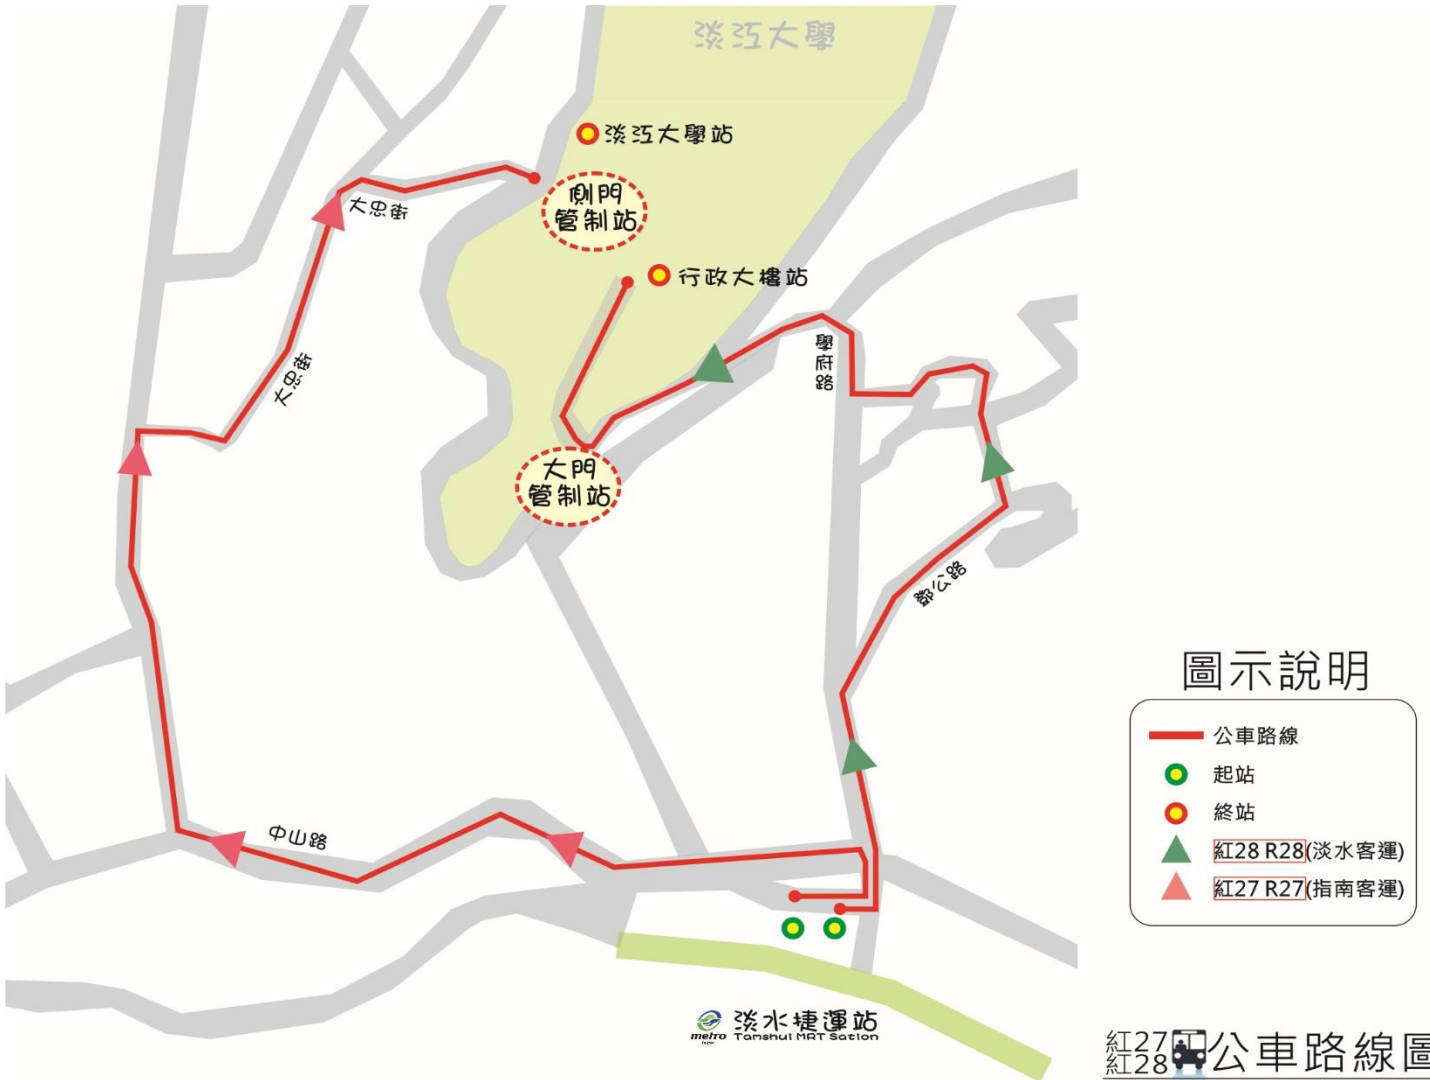 淡江大學
淡江大學站
側門
管制站
大忠街
行政大樓站
學府路
大忠街
大門
管制站
鄧公路
中山路
圖示說明
公車路線
起站
終站
紅28 R28(淡水客運)
紅27 R27(指南客運)
metro
淡水捷運站
Tamshui MRT Sation
紅27
紅28
公車路線圖